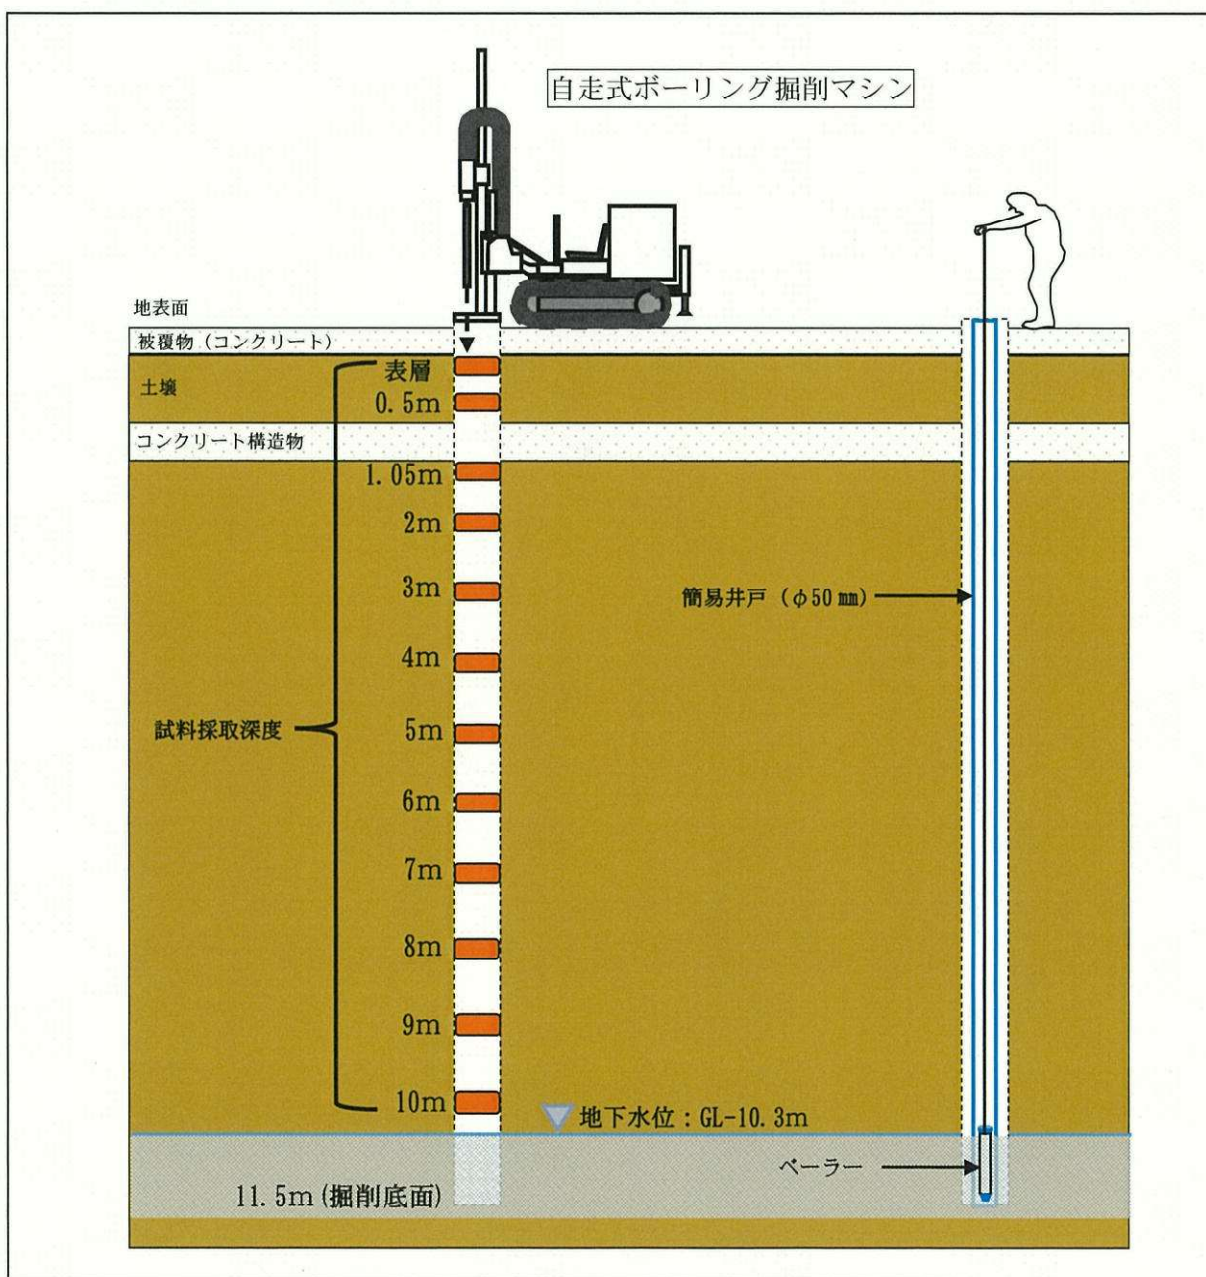 自走式ボーリング掘削マシン
地表面
被覆物（コンクリート）
表層
土壌
0.5m
コンクリート構造物
1.05m
2m
3m
簡易井戸（φ50㎜）
4m
試料採取深度
5m
6m
7m
8m
9m
10m
地下水位：GL-10.3m
ベーラー
11.5m(掘削底面)